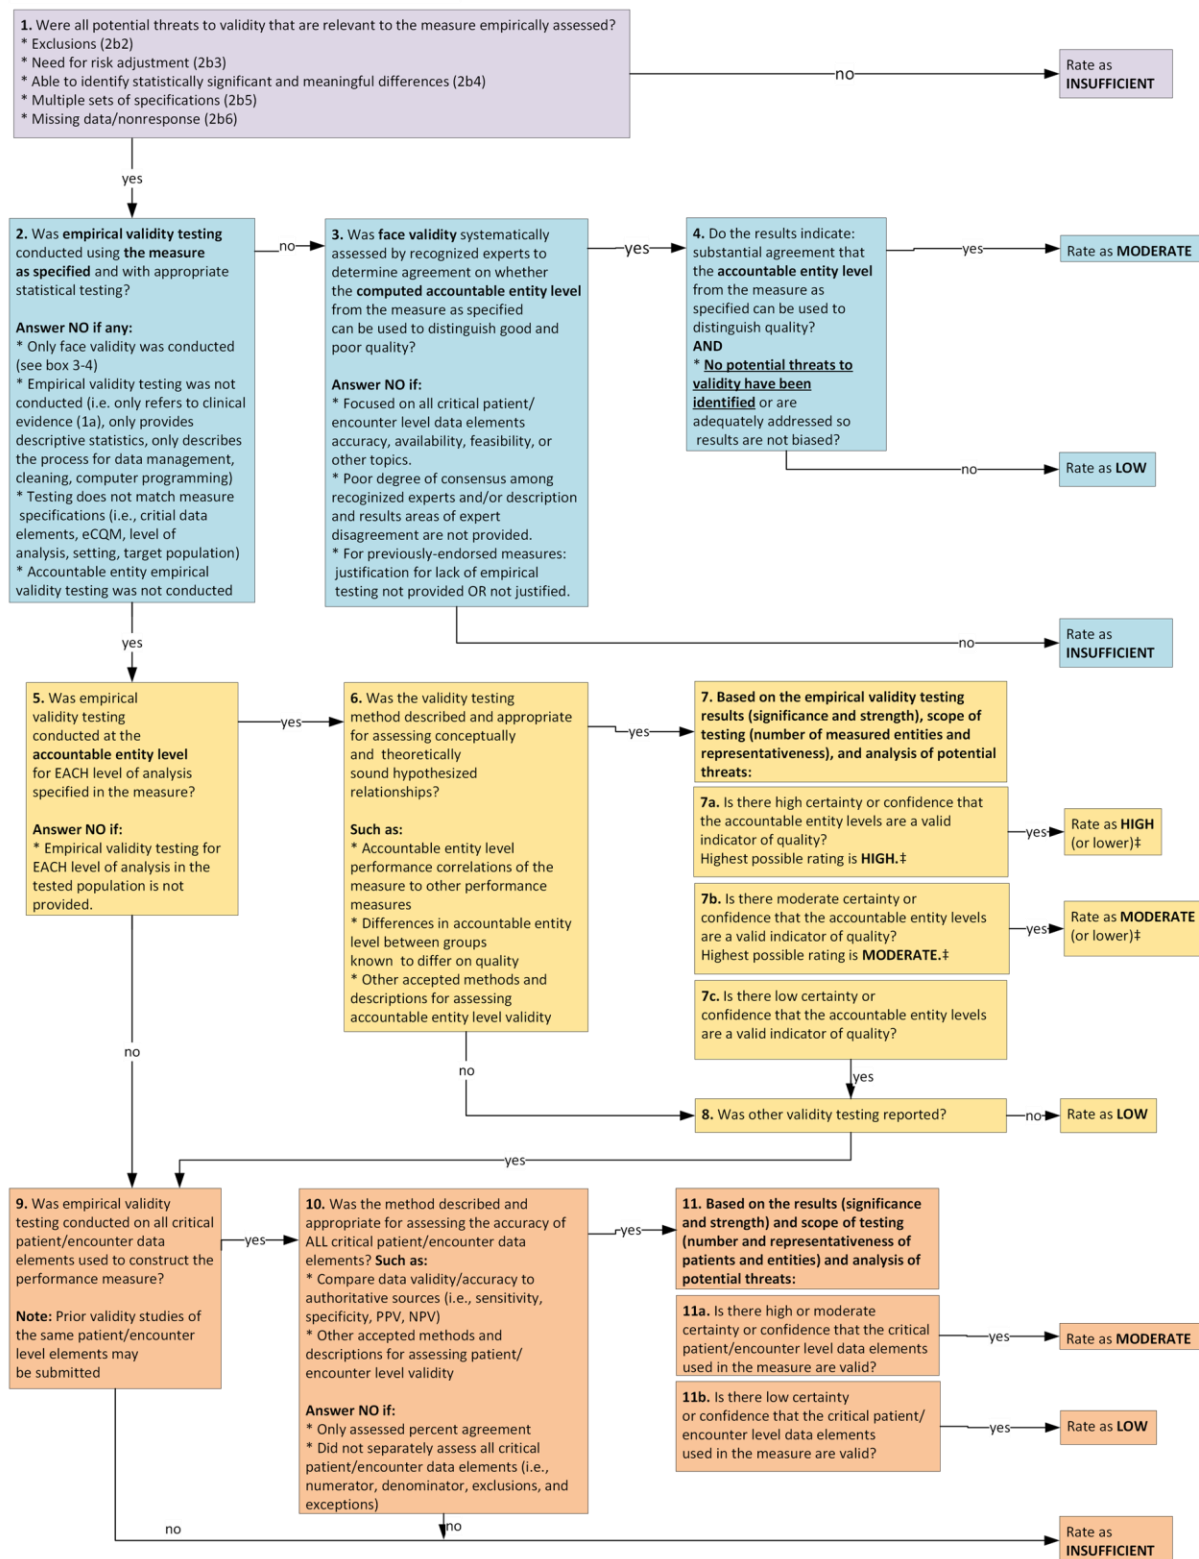 1. Were all potential threats to validity that are relevant to the measure empirically assessed?
* Exclusions (2b2)
* Need for risk adjustment (2b3)
* Able to identify statistically significant and meaningful differences (2b4)
* Multiple sets of specifications (2b5)
* Missing data/nonresponse (2b6)
no
Rate as
INSUFFICIENT
yes
2. Was empirical validity testing
conducted using the measure
as specified and with appropriate
statistical testing?
Answer NO if any:
* Only face validity was conducted
(see box 3-4)
* Empirical validity testing was not
conducted (i.e. only refers to clinical
evidence (1a), only provides
descriptive statistics, only describes
the process for data management,
cleaning, computer programming)
* Testing does not match measure
specifications (i.e., critial data
elements, eCQM, level of
analysis, setting, target population)
* Accountable entity empirical
validity testing was not conducted
no
3. Was face validity systematically
assessed by recognized experts to
determine agreement on whether
the computed accountable entity level
from the measure as specified
can be used to distinguish good and
poor quality?
Answer NO if:
* Focused on all critical patient/
encounter level data elements
accuracy, availability, feasibility, or
other topics.
* Poor degree of consensus among
recoginized experts and/or description
and results areas of expert
disagreement are not provided.
* For previously-endorsed measures:
justification for lack of empirical
testing not provided OR not justified.
yes
4. Do the results indicate:
substantial agreement that
the accountable entity level
from the measure as
specified can be used to
distinguish quality?
AND
* No potential threats to
validity have been
identified or are
adequately addressed so
results are not biased?
yes
Rate as MODERATE
no
Rate as LOW
no
Rate as
INSUFFICIENT
yes
5. Was empirical
validity testing
conducted at the
accountable entity level
for EACH level of analysis
specified in the measure?
Answer NO if:
* Empirical validity testing for
EACH level of analysis in the
tested population is not
provided.
yes
6. Was the validity testing
method described and appropriate
for assessing conceptually
and theoretically
sound hypothesized
relationships?
Such as:
* Accountable entity level
performance correlations of the
measure to other performance
measures
* Differences in accountable entity
level between groups
known to differ on quality
* Other accepted methods and
descriptions for assessing
accountable entity level validity
yes
7. Based on the empirical validity testing
results (significance and strength), scope of
testing (number of measured entities and
representativeness), and analysis of potential
threats:
7a. Is there high certainty or confidence that
the accountable entity levels are a valid
indicator of quality?
Highest possible rating is HIGH.‡
yes
Rate as HIGH
(or lower)‡
7b. Is there moderate certainty or
confidence that the accountable entity levels
are a valid indicator of quality?
Highest possible rating is MODERATE.‡
yes
Rate as MODERATE
(or lower)‡
7c. Is there low certainty or
confidence that the accountable entity levels
are a valid indicator of quality?
no
no
yes
8. Was other validity testing reported?
no
Rate as LOW
yes
9. Was empirical validity
testing conducted on all critical
patient/encounter data
elements used to construct the
performance measure?
Note: Prior validity studies of
the same patient/encounter
level elements may
be submitted
yes
10. Was the method described and
appropriate for assessing the accuracy of
ALL critical patient/encounter data
elements? Such as:
* Compare data validity/accuracy to
authoritative sources (i.e., sensitivity,
specificity, PPV, NPV)
* Other accepted methods and
descriptions for assessing patient/
encounter level validity
Answer NO if:
* Only assessed percent agreement
* Did not separately assess all critical
patient/encounter data elements (i.e.,
numerator, denominator, exclusions, and
exceptions)
yes
11. Based on the results (significance
and strength) and scope of testing
(number and representativeness of
patients and entities) and analysis of
potential threats:
11a. Is there high or moderate
certainty or confidence that the critical
patient/encounter level data elements
used in the measure are valid?
yes
Rate as MODERATE
11b. Is there low certainty
or confidence that the critical patient/
encounter level data elements
used in the measure are valid?
yes
Rate as LOW
no
no
Rate as
INSUFFICIENT